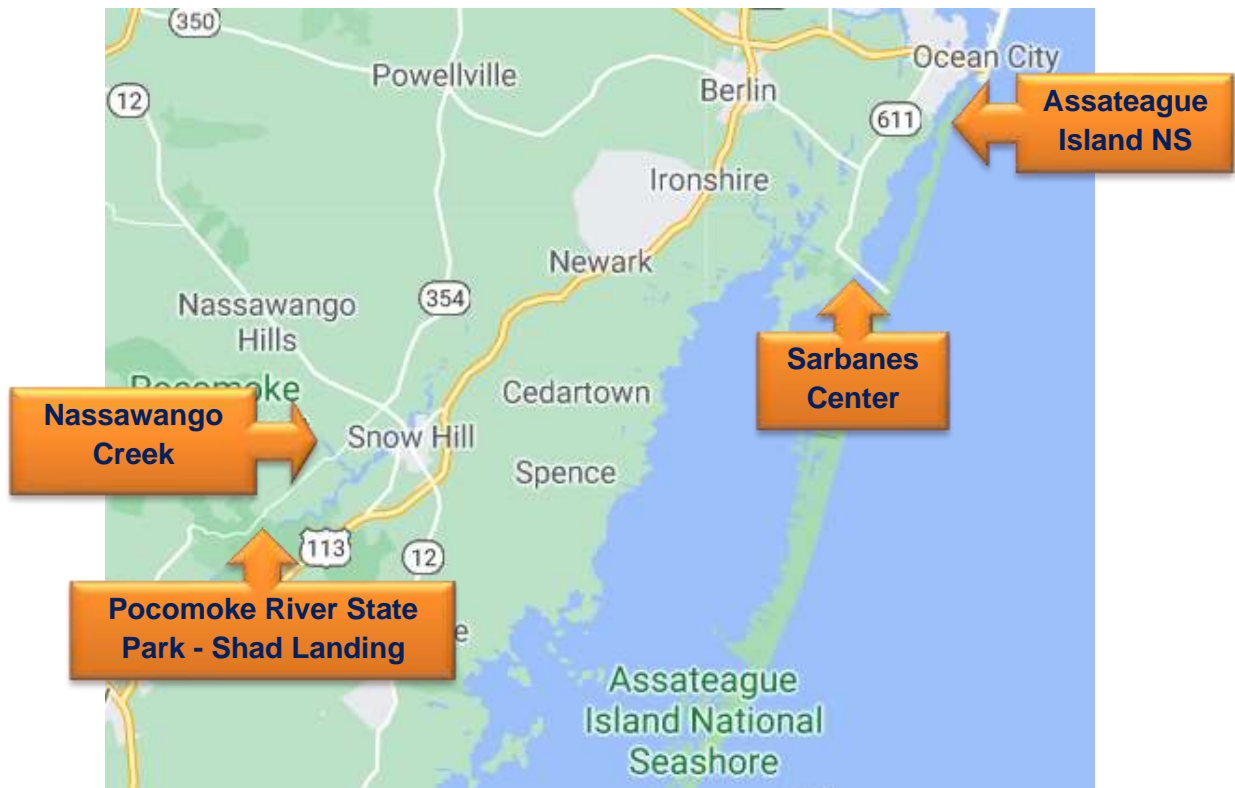 350
Ocean City
Powellville
Berlin
Assateague
Island NS
12
611
Ironshire
Newark
354
Nassawango
Hills
Sarbanes
Center
Cedartown
Nassawango
Creek
Snow Hill
Spence
113
12
Pocomoke River State
Park - Shad Landing
Assateague
Island National
Seashore